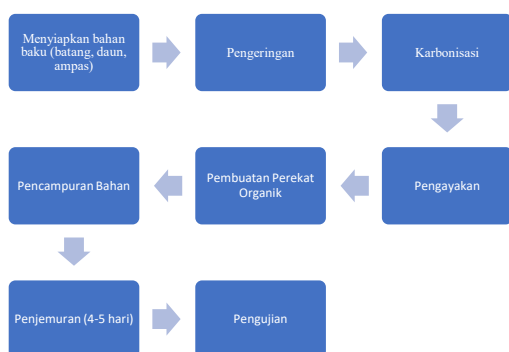 Menyiapkan bahan
baku (batang, daun,
ampas)
Pengeringan
Karbonisasi
Pengayakan
Pembuatan Perekat
Organik
Pencampuran Bahan
Penjemuran (4-5 hari)
Pengujian